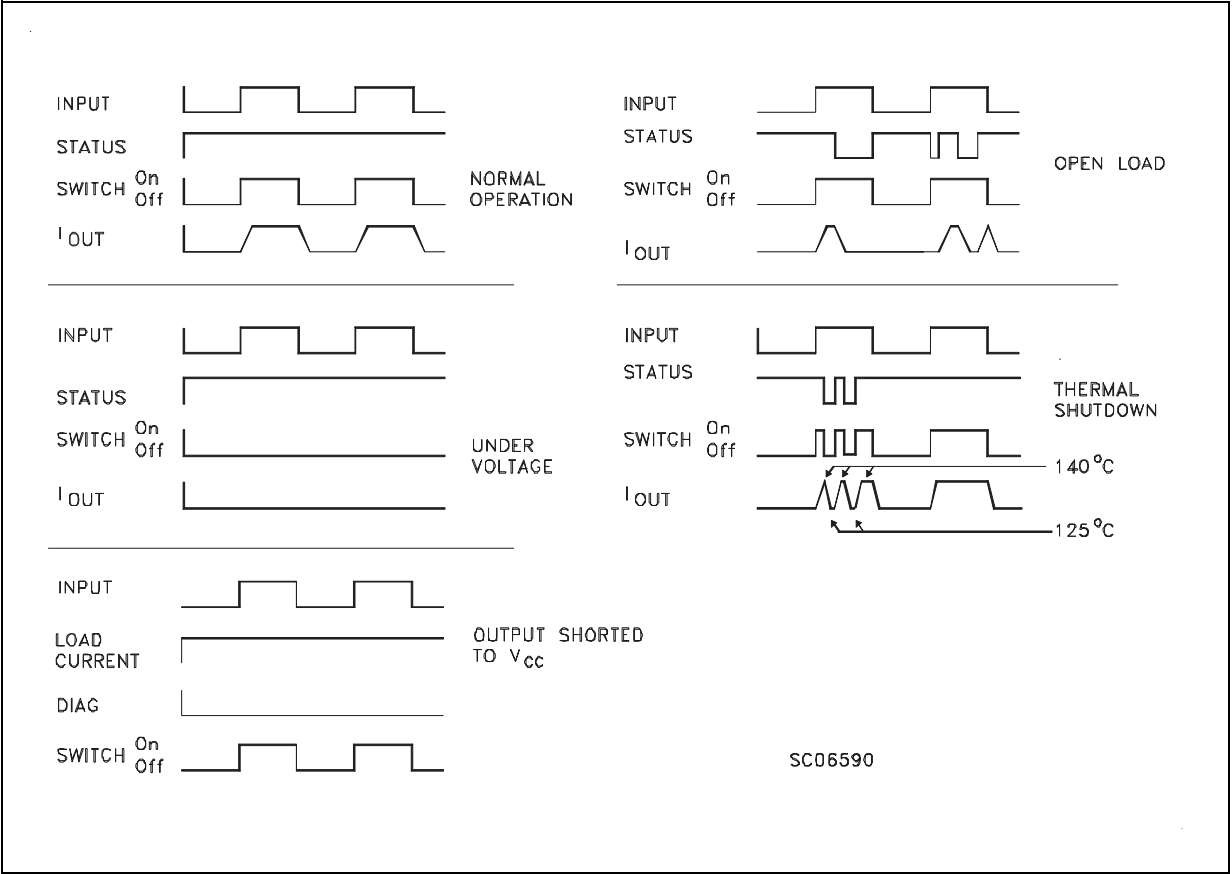 INPUT
STATUS
SWITCH On
Off
I OUT
NORMAL
OPERATION
INPUT
STATUS
SWITCH On
Off
I OUT
OPEN LOAD
INPUT
STATUS
SWITCH On
Off
I OUT
UNDER
VOLTAGE
INPUT
STATUS
SWITCH On
Off
I OUT
THERMAL
SHUTDOWN
140 °C
125 °C
INPUT
LOAD
CURRENT
DIAG
SWITCH On
Off
OUTPUT SHORTED
TO VCC
SC06590